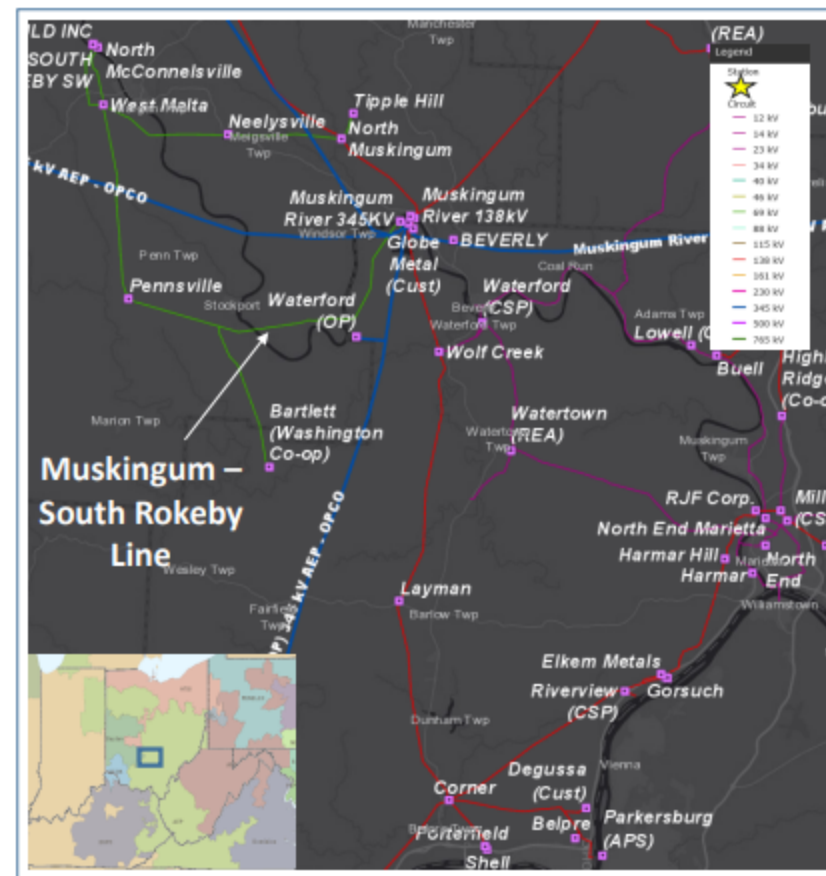 Manchester
Twp
(REA)
ILD INC
SOUTH
EBY SW
North
McConnelsville
West Malta
Neelysville
Meigsville
Twp
Tipple Hill
North
Muskingum
kV AEP - OPCO
Muskingum
River 345KV
Muskingum
River 138kV
Windsor Twp
Globe
Metal
(Cust)
BEVERLY
Muskingum River
Coal Run
Penn Twp
Pennsville
Stockport
Waterford
(OP)
Waterford
(CSP)
Waterford Twp
Adams Twp
Lowell (C
Buell
High
Ridge
(Co-o
Wolf Creek
Marion Twp
Bartlett
(Washington
Co-op)
Watertown
(REA)
Twp
Muskingum
Twp
Muskingum –
South Rokeby
Line
RJF Corp.
Mill
(CS
North End Marietta
Harmar Hill
Harmar
North
End
Williamstown
Wesley Twp
Fairfield
Twp
345 kV AEP - OPCO
Layman
Barlow Twp
Elkem Metals
Riverview
(CSP)
Gorsuch
Dunham Twp
Vienna
Corner
Degussa
(Cust)
Belpre
Parkersburg
(APS)
Porterfield
Shell
Legend
Station
Circuit
12 kV
14 kV
23 kV
34 kV
40 kV
46 kV
69 kV
88 kV
115 kV
138 kV
161 kV
230 kV
345 kV
500 kV
765 kV